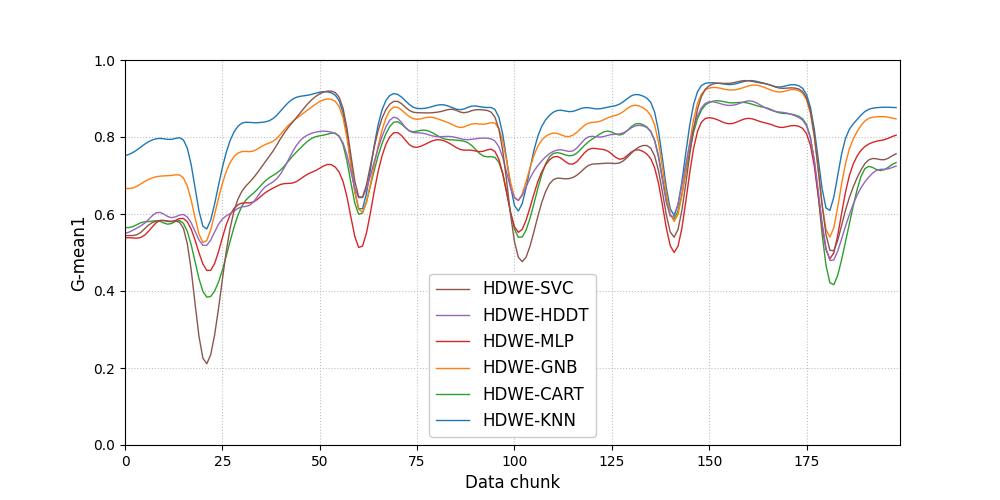 1.0
0.8
0.6
0.4
0.2
0.0
G-mean1
HDWE-SVC
HDWE-HDDT
HDWE-MLP
HDWE-GNB
HDWE-CART
HDWE-KNN
0 25 50 75 100 125 150 175
Data chunk